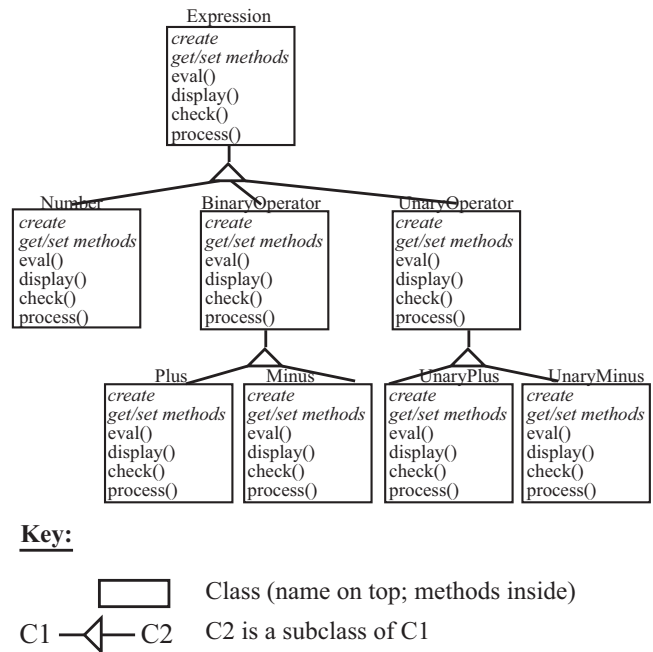 Expression
create
get/set methods
eval()
display()
check()
process()
Number
create
get/set methods
eval()
display()
check()
process()
BinaryOperator
create
get/set methods
eval()
display()
check()
process()
UnaryOperator
create
get/set methods
eval()
display()
check()
process()
Plus
create
get/set methods
eval()
display()
check()
process()
Minus
create
get/set methods
eval()
display()
check()
process()
UnaryPlus
create
get/set methods
eval()
display()
check()
process()
UnaryMinus
create
get/set methods
eval()
display()
check()
process()
Key:
Class (name on top; methods inside)
C1 C2 C2 is a subclass of C1